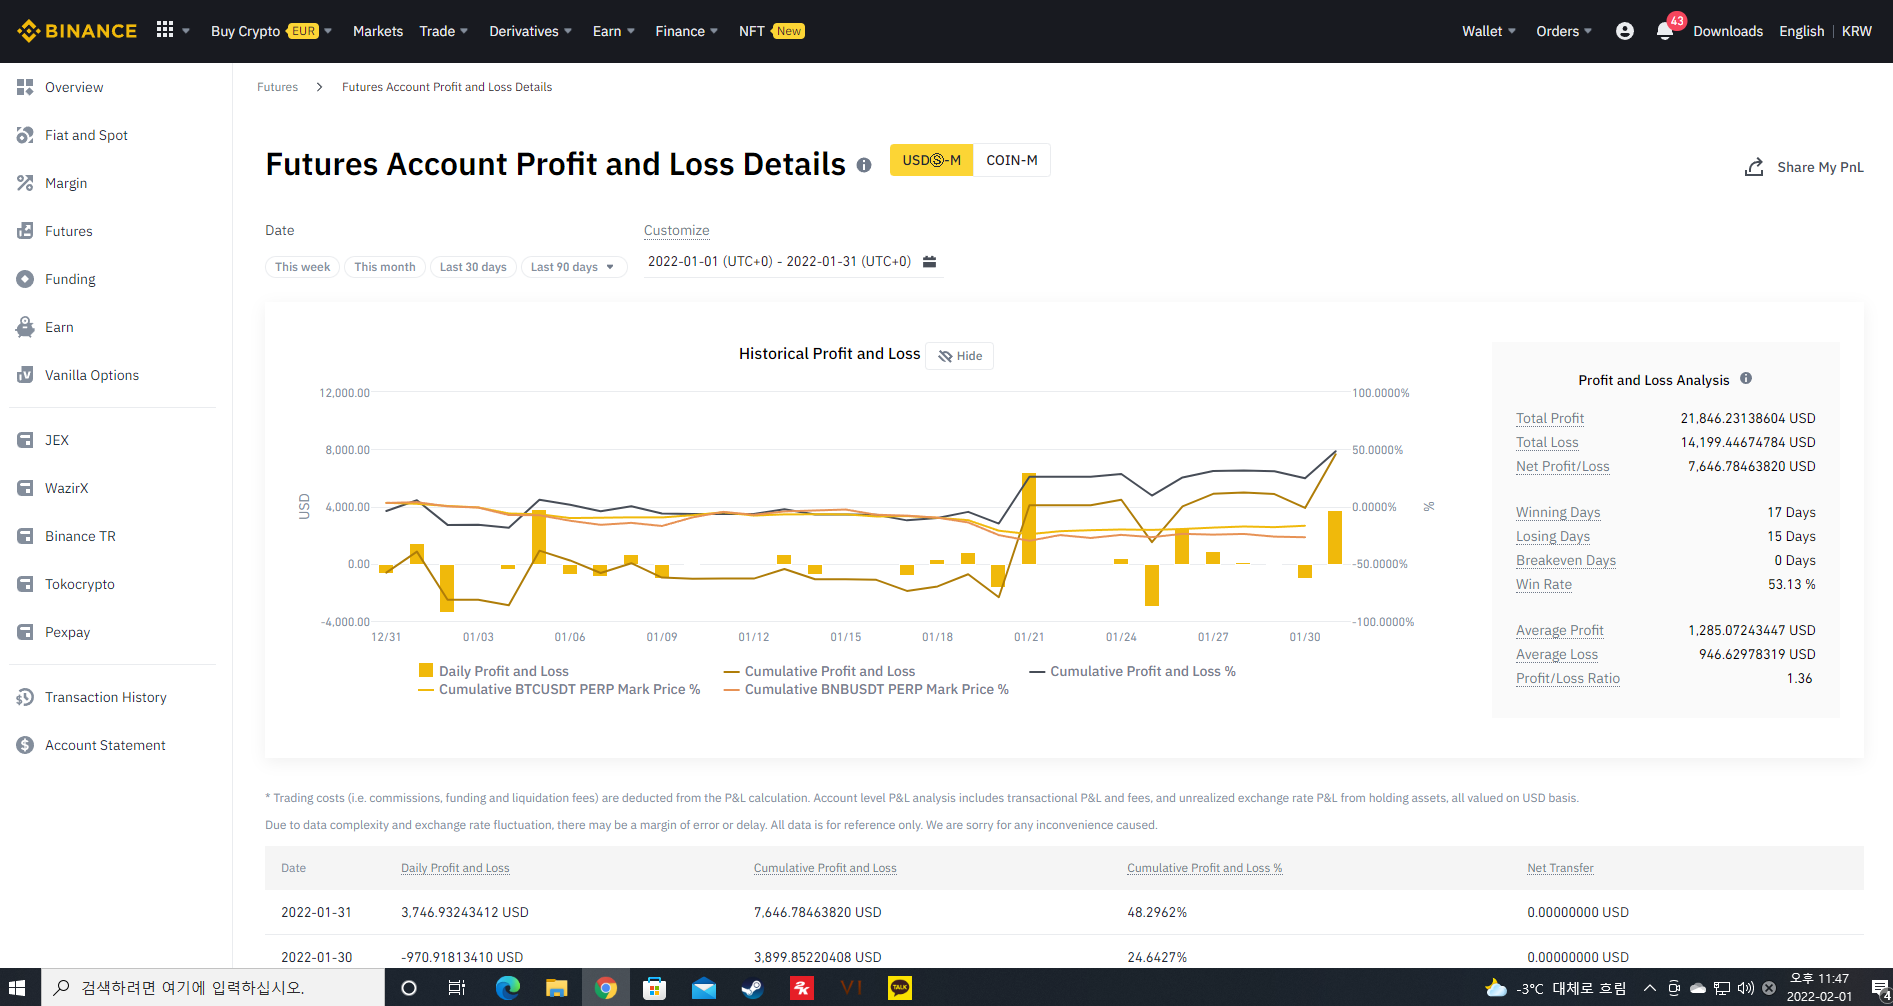 BINANCE
Buy Crypto EUR Markets Trade Derivatives Earn Finance NFT New
Wallet Orders 43 Downloads English | KRW
Overview
Fiat and Spot
Margin
Futures
Funding
Earn
Vanilla Options
JEX
WazirX
Binance TR
Tokocrypto
Pexpay
Transaction History
Account Statement
Futures > Futures Account Profit and Loss Details
Futures Account Profit and Loss Details
USDⓈ-M COIN-M
Share My PnL
Date
Customize
This week This month Last 30 days Last 90 days
2022-01-01 (UTC+0) - 2022-01-31 (UTC+0)
Historical Profit and Loss Hide
12,000.00
8,000.00
4,000.00
0.00
-4,000.00
USD
100.0000%
50.0000%
0.0000%
-50.0000%
-100.0000%
%
12/31 01/03 01/06 01/09 01/12 01/15 01/18 01/21 01/24 01/27 01/30
Daily Profit and Loss Cumulative Profit and Loss Cumulative Profit and Loss %
Cumulative BTCUSDT PERP Mark Price % Cumulative BNBUSDT PERP Mark Price %
Profit and Loss Analysis
Total Profit 21,846.23138604 USD
Total Loss 14,199.44674784 USD
Net Profit/Loss 7,646.78463820 USD
Winning Days 17 Days
Losing Days 15 Days
Breakeven Days 0 Days
Win Rate 53.13 %
Average Profit 1,285.07243447 USD
Average Loss 946.62978319 USD
Profit/Loss Ratio 1.36
* Trading costs (i.e. commissions, funding and liquidation fees) are deducted from the P&L calculation. Account level P&L analysis includes transactional P&L and fees, and unrealized exchange rate P&L from holding assets, all valued on USD basis.
Due to data complexity and exchange rate fluctuation, there may be a margin of error or delay. All data is for reference only. We are sorry for any inconvenience caused.
Date Daily Profit and Loss Cumulative Profit and Loss Cumulative Profit and Loss % Net Transfer
2022-01-31 3,746.93243412 USD 7,646.78463820 USD 48.2962% 0.00000000 USD
2022-01-30 -970.91813410 USD 3,899.85220408 USD 24.6427% 0.00000000 USD
검색하려면 여기에 입력하십시오.
2K VI TALK
-3°C 대체로 흐림
오후 11:47
2022-02-01
4